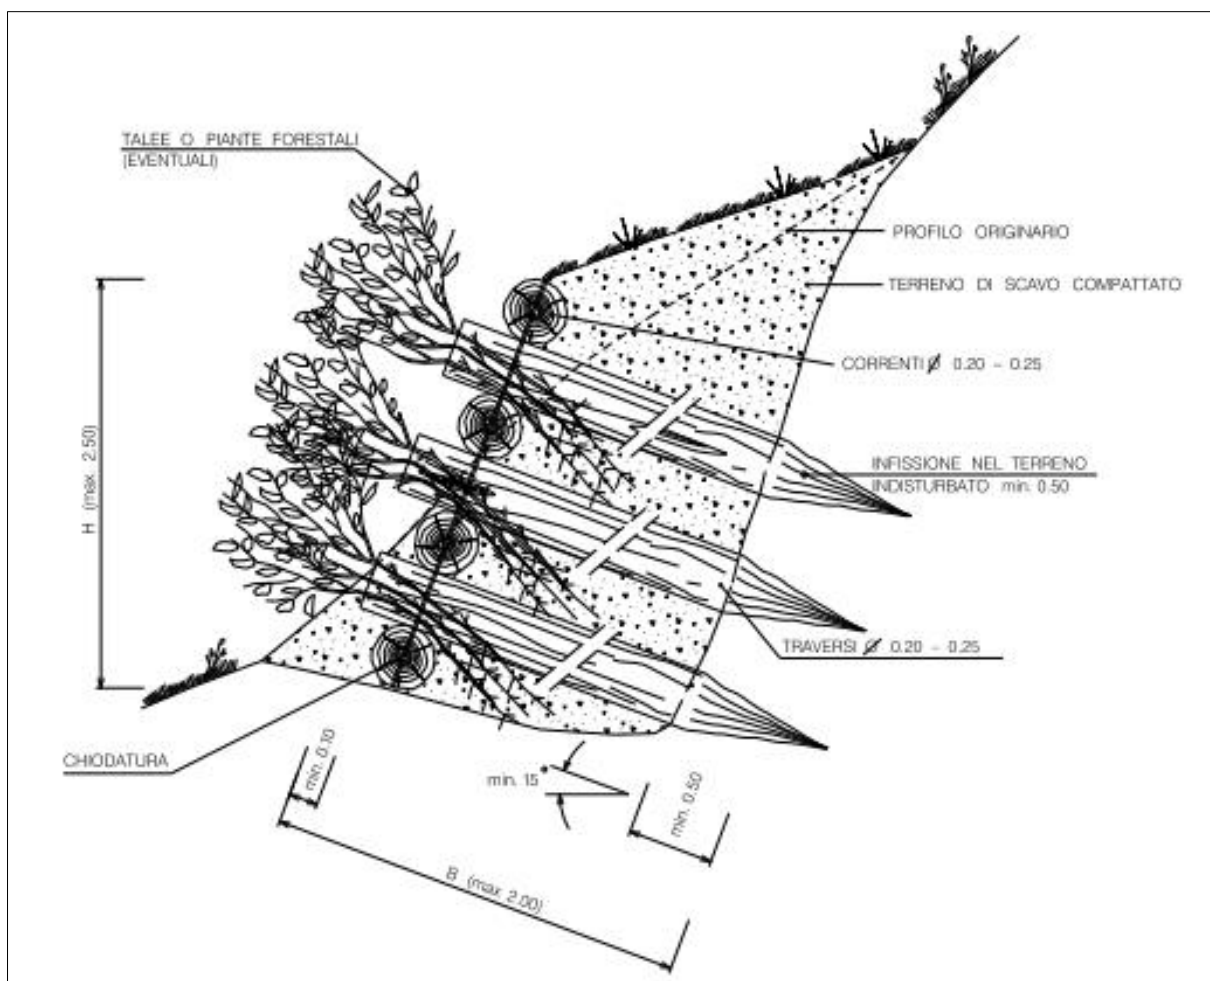 TALEE O PIANTE FORESTALI
(EVENTUALI)
PROFILO ORIGINARIO
TERRENO DI SCAVO COMPATTATO
CORRENTI Ø 0.20 - 0.25
H (max. 2.50)
INFISSIONE NEL TERRENO
INDISTURBATO min. 0.50
TRAVERSI Ø 0.20 - 0.25
CHIODATURA
min. 0.10
min. 15°
min. 0.50
B (max. 2.00)